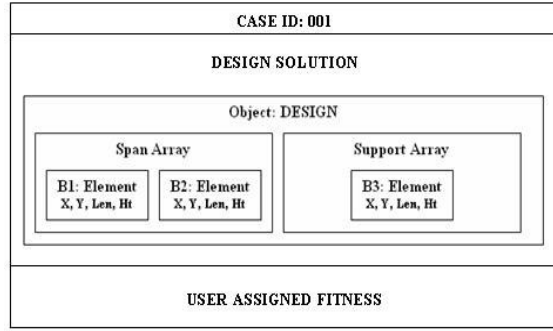 CASE ID: 001
DESIGN SOLUTION
Object: DESIGN
Span Array
Support Array
B1: Element
X, Y, Len, Ht
B2: Element
X, Y, Len, Ht
B3: Element
X, Y, Len, Ht
USER ASSIGNED FITNESS